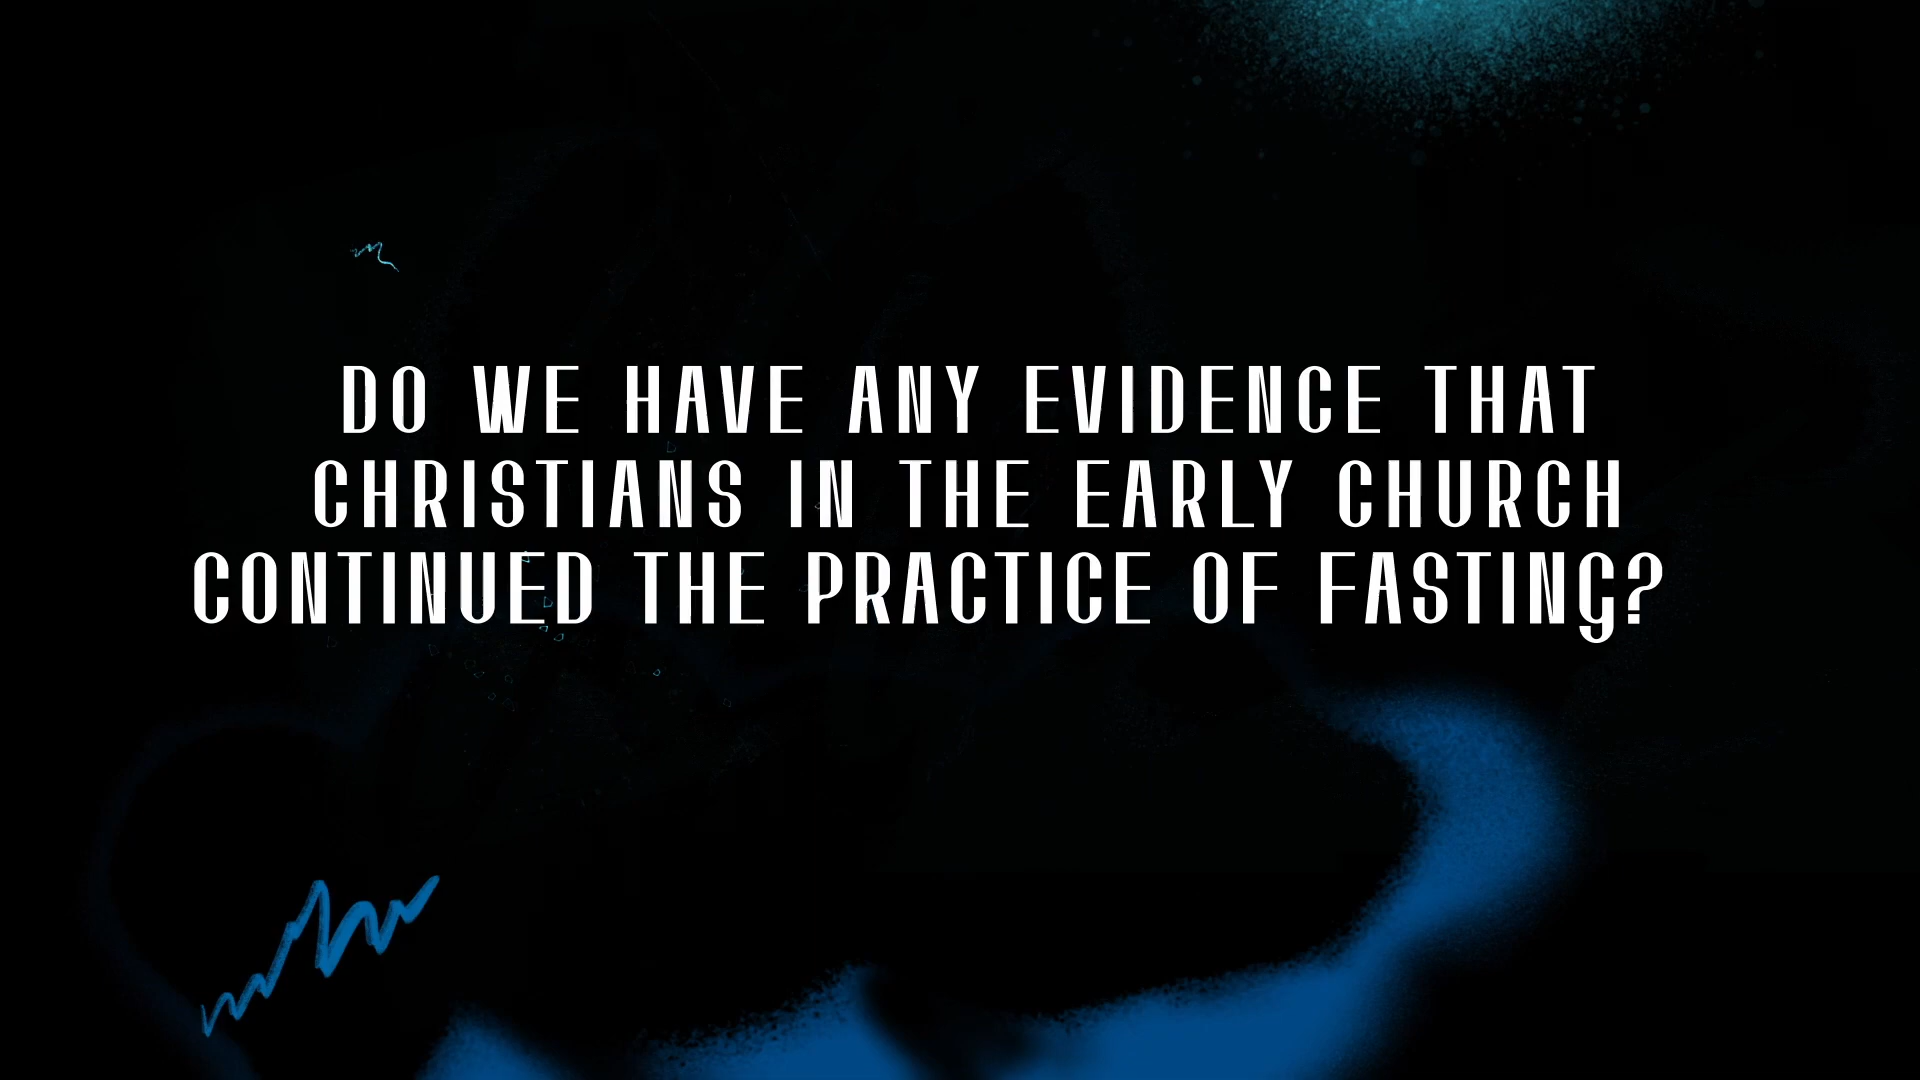 DO WE HAVE ANY EVIDENCE THAT
CHRISTIANS IN THE EARLY CHURCH
CONTINUED THE PRACTICE OF FASTING?